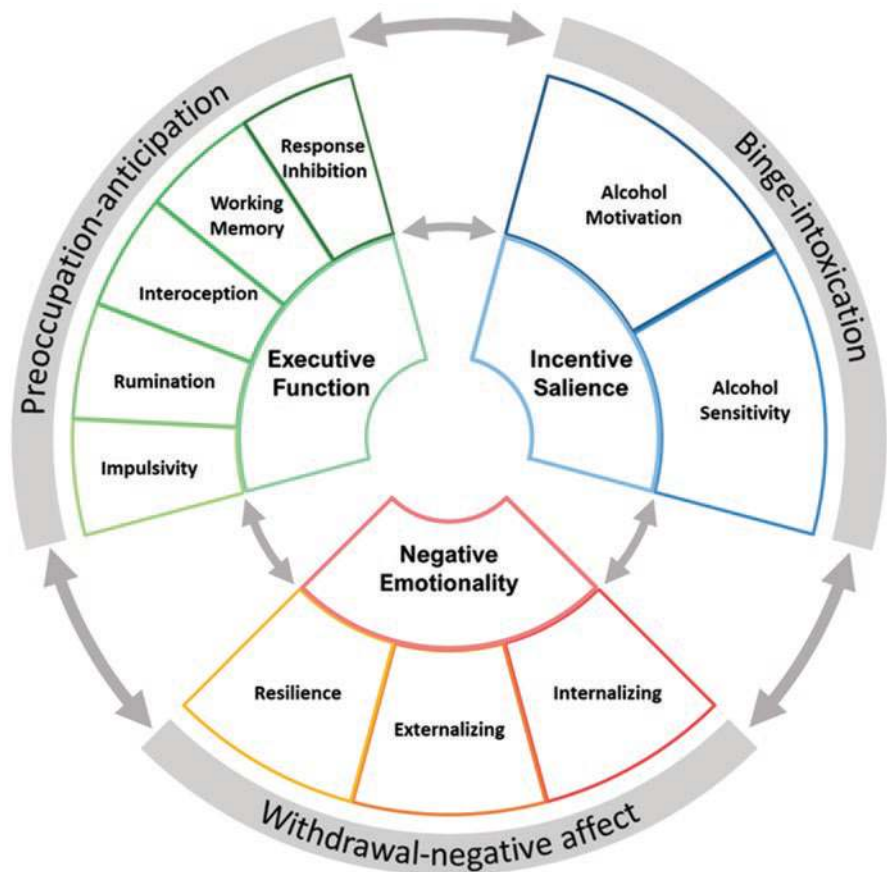 Preoccupation-anticipation
Response
Inhibition
Working
Memory
Interoception
Rumination
Impulsivity
Executive
Function
Binge-intoxication
Alcohol
Motivation
Alcohol
Sensitivity
Incentive
Salience
Negative
Emotionality
Resilience
Externalizing
Internalizing
Withdrawal-negative affect